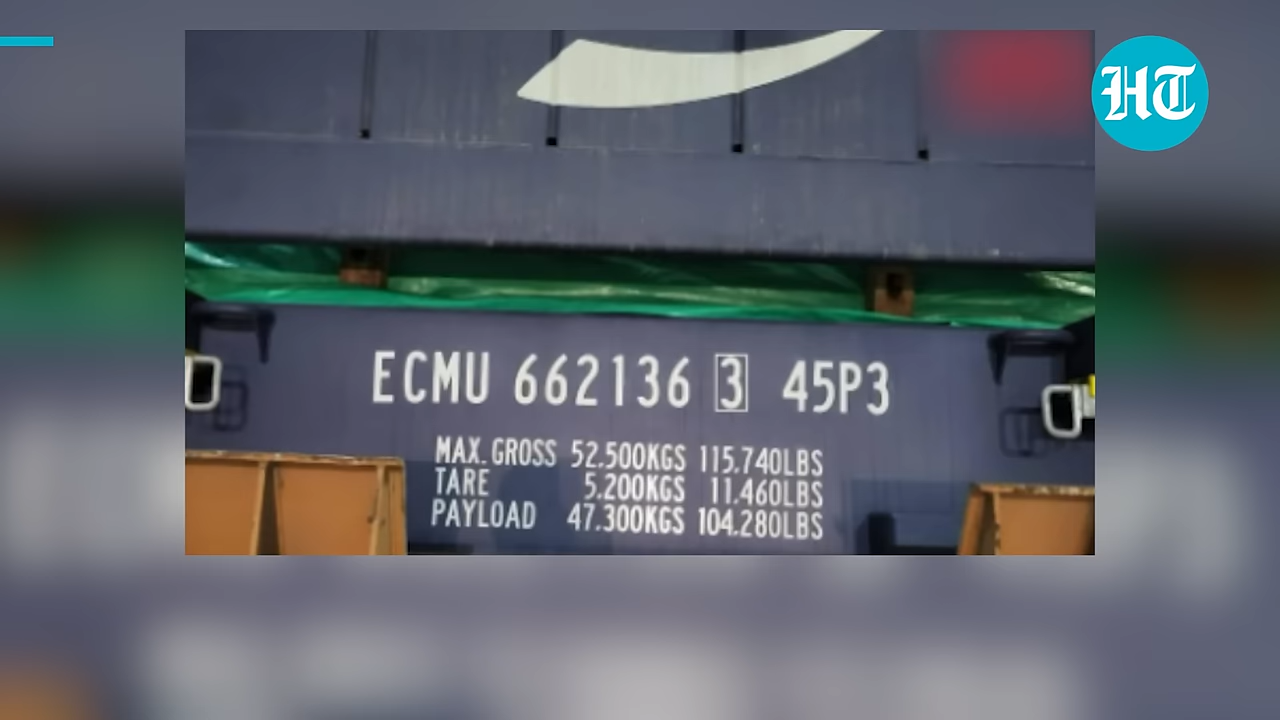 HT
ECMU 662136 3 45P3
MAX. GROSS 52.500KGS 115.740LBS
TARE 5.200KGS 11.460LBS
PAYLOAD 47.300KGS 104.280LBS